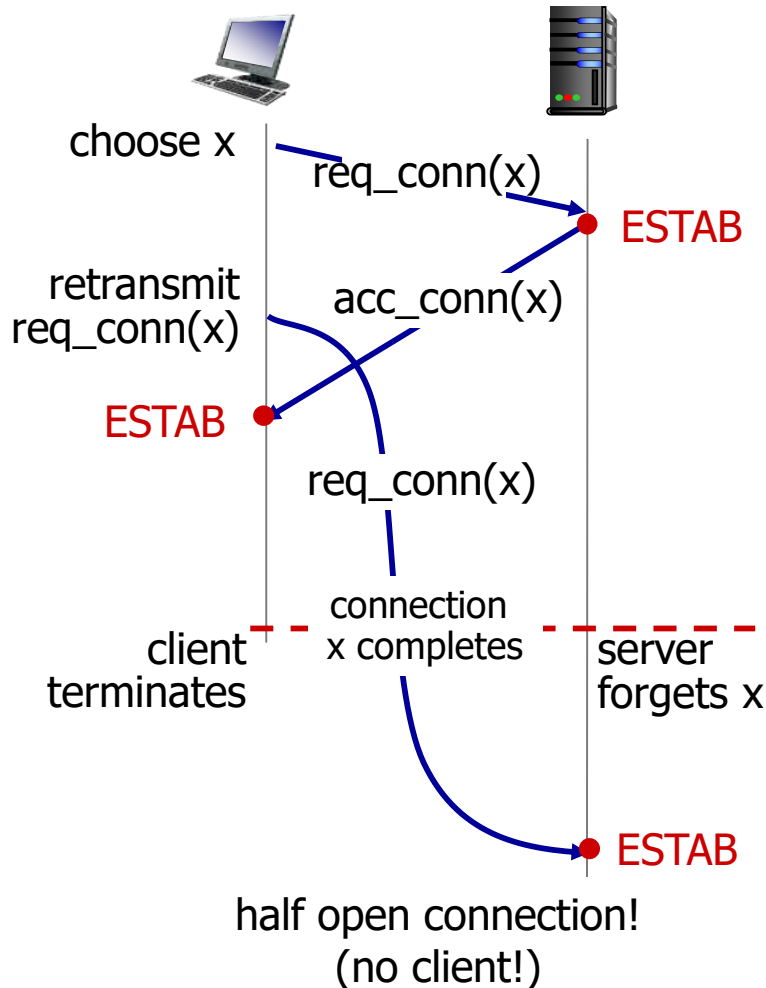 choose x
req_conn(x)
ESTAB
retransmit
req_conn(x)
acc_conn(x)
ESTAB
req_conn(x)
connection
x completes
client
terminates
server
forgets x
ESTAB
half open connection!
(no client!)